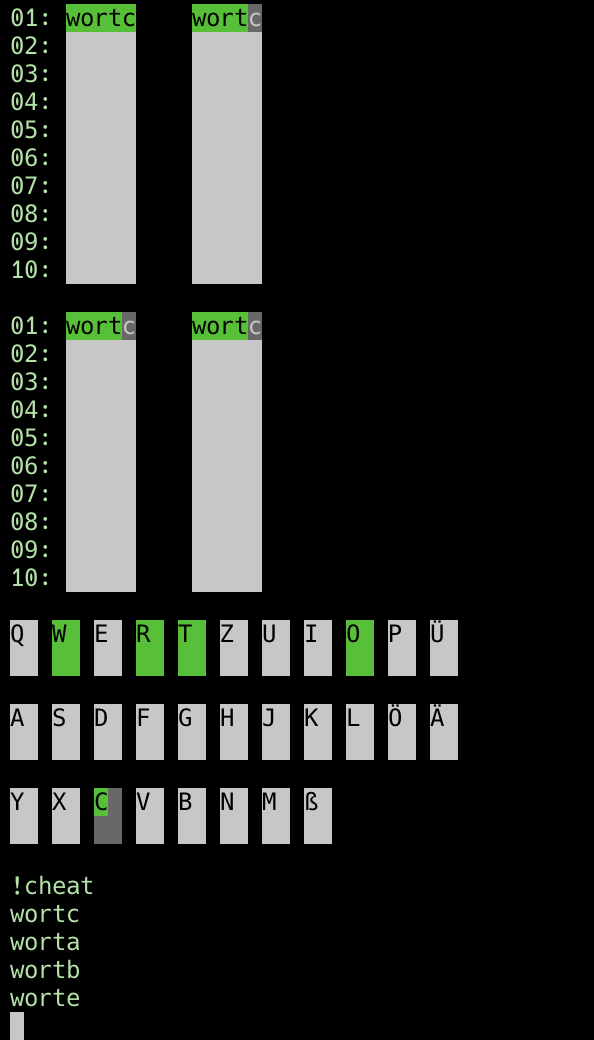 01: wortc wortc
02:
03:
04:
05:
06:
07:
08:
09:
10:
01: wortc wortc
02:
03:
04:
05:
06:
07:
08:
09:
10:
Q W E R T Z U I O P Ü
A S D F G H J K L Ö Ä
Y X C V B N M ß
!cheat
wortc
worta
wortb
worte